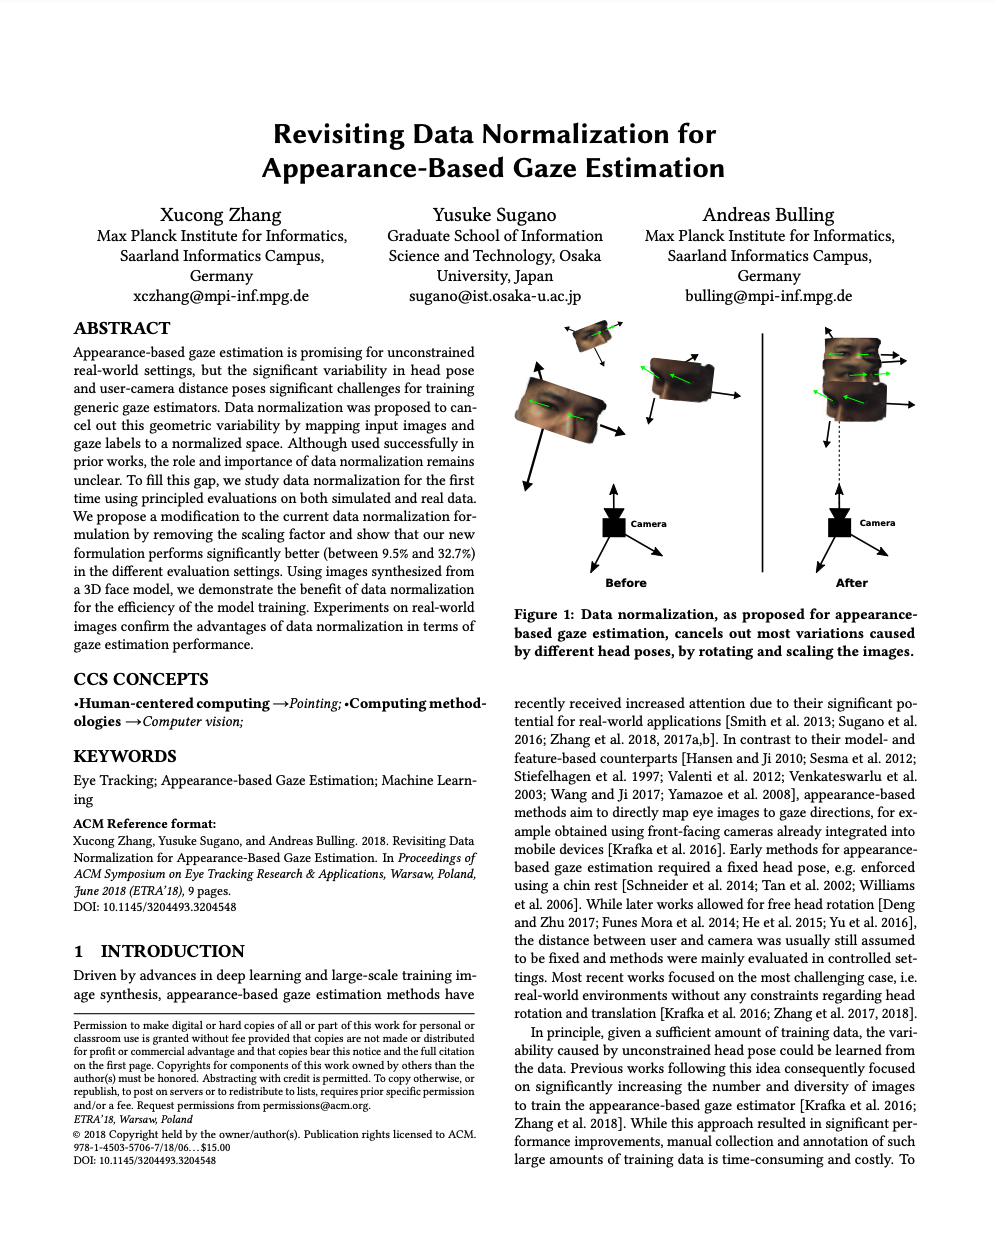 Revisiting Data Normalization for
Appearance-Based Gaze Estimation
Xucong Zhang
Max Planck Institute for Informatics,
Saarland Informatics Campus,
Germany
xczhang@mpi-inf.mpg.de
Yusuke Sugano
Graduate School of Information
Science and Technology, Osaka
University, Japan
sugano@ist.osaka-u.ac.jp
Andreas Bulling
Max Planck Institute for Informatics,
Saarland Informatics Campus,
Germany
bulling@mpi-inf.mpg.de
ABSTRACT
Appearance-based gaze estimation is promising for unconstrained
real-world settings, but the significant variability in head pose
and user-camera distance poses significant challenges for training
generic gaze estimators. Data normalization was proposed to can-
cel out this geometric variability by mapping input images and
gaze labels to a normalized space. Although used successfully in
prior works, the role and importance of data normalization remains
unclear. To fill this gap, we study data normalization for the first
time using principled evaluations on both simulated and real data.
We propose a modification to the current data normalization for-
mulation by removing the scaling factor and show that our new
formulation performs significantly better (between 9.5% and 32.7%)
in the different evaluation settings. Using images synthesized from
a 3D face model, we demonstrate the benefit of data normalization
for the efficiency of the model training. Experiments on real-world
images confirm the advantages of data normalization in terms of
gaze estimation performance.
CCS CONCEPTS
•Human-centered computing →Pointing; •Computing method-
ologies →Computer vision;
KEYWORDS
Eye Tracking; Appearance-based Gaze Estimation; Machine Learn-
ing
ACM Reference format:
Xucong Zhang, Yusuke Sugano, and Andreas Bulling. 2018. Revisiting Data
Normalization for Appearance-Based Gaze Estimation. In Proceedings of
ACM Symposium on Eye Tracking Research & Applications, Warsaw, Poland,
June 2018 (ETRA'18), 9 pages.
DOI: 10.1145/3204493.3204548
1 INTRODUCTION
Driven by advances in deep learning and large-scale training im-
age synthesis, appearance-based gaze estimation methods have
Permission to make digital or hard copies of all or part of this work for personal or
classroom use is granted without fee provided that copies are not made or distributed
for profit or commercial advantage and that copies bear this notice and the full citation
on the first page. Copyrights for components of this work owned by others than the
author(s) must be honored. Abstracting with credit is permitted. To copy otherwise, or
republish, to post on servers or to redistribute to lists, requires prior specific permission
and/or a fee. Request permissions from permissions@acm.org.
ETRA'18, Warsaw, Poland
© 2018 Copyright held by the owner/author(s). Publication rights licensed to ACM.
978-1-4503-5706-7/18/06...$15.00
DOI: 10.1145/3204493.3204548
Camera
Before
Camera
After
Figure 1: Data normalization, as proposed for appearance-
based gaze estimation, cancels out most variations caused
by different head poses, by rotating and scaling the images.
recently received increased attention due to their significant po-
tential for real-world applications [Smith et al. 2013; Sugano et al.
2016; Zhang et al. 2018, 2017a,b]. In contrast to their model- and
feature-based counterparts [Hansen and Ji 2010; Sesma et al. 2012;
Stiefelhagen et al. 1997; Valenti et al. 2012; Venkateswarlu et al.
2003; Wang and Ji 2017; Yamazoe et al. 2008], appearance-based
methods aim to directly map eye images to gaze directions, for ex-
ample obtained using front-facing cameras already integrated into
mobile devices [Krafka et al. 2016]. Early methods for appearance-
based gaze estimation required a fixed head pose, e.g. enforced
using a chin rest [Schneider et al. 2014; Tan et al. 2002; Williams
et al. 2006]. While later works allowed for free head rotation [Deng
and Zhu 2017; Funes Mora et al. 2014; He et al. 2015; Yu et al. 2016],
the distance between user and camera was usually still assumed
to be fixed and methods were mainly evaluated in controlled set-
tings. Most recent works focused on the most challenging case, i.e.
real-world environments without any constraints regarding head
rotation and translation [Krafka et al. 2016; Zhang et al. 2017, 2018].
In principle, given a sufficient amount of training data, the vari-
ability caused by unconstrained head pose could be learned from
the data. Previous works following this idea consequently focused
on significantly increasing the number and diversity of images
to train the appearance-based gaze estimator [Krafka et al. 2016;
Zhang et al. 2018]. While this approach resulted in significant per-
formance improvements, manual collection and annotation of such
large amounts of training data is time-consuming and costly. To